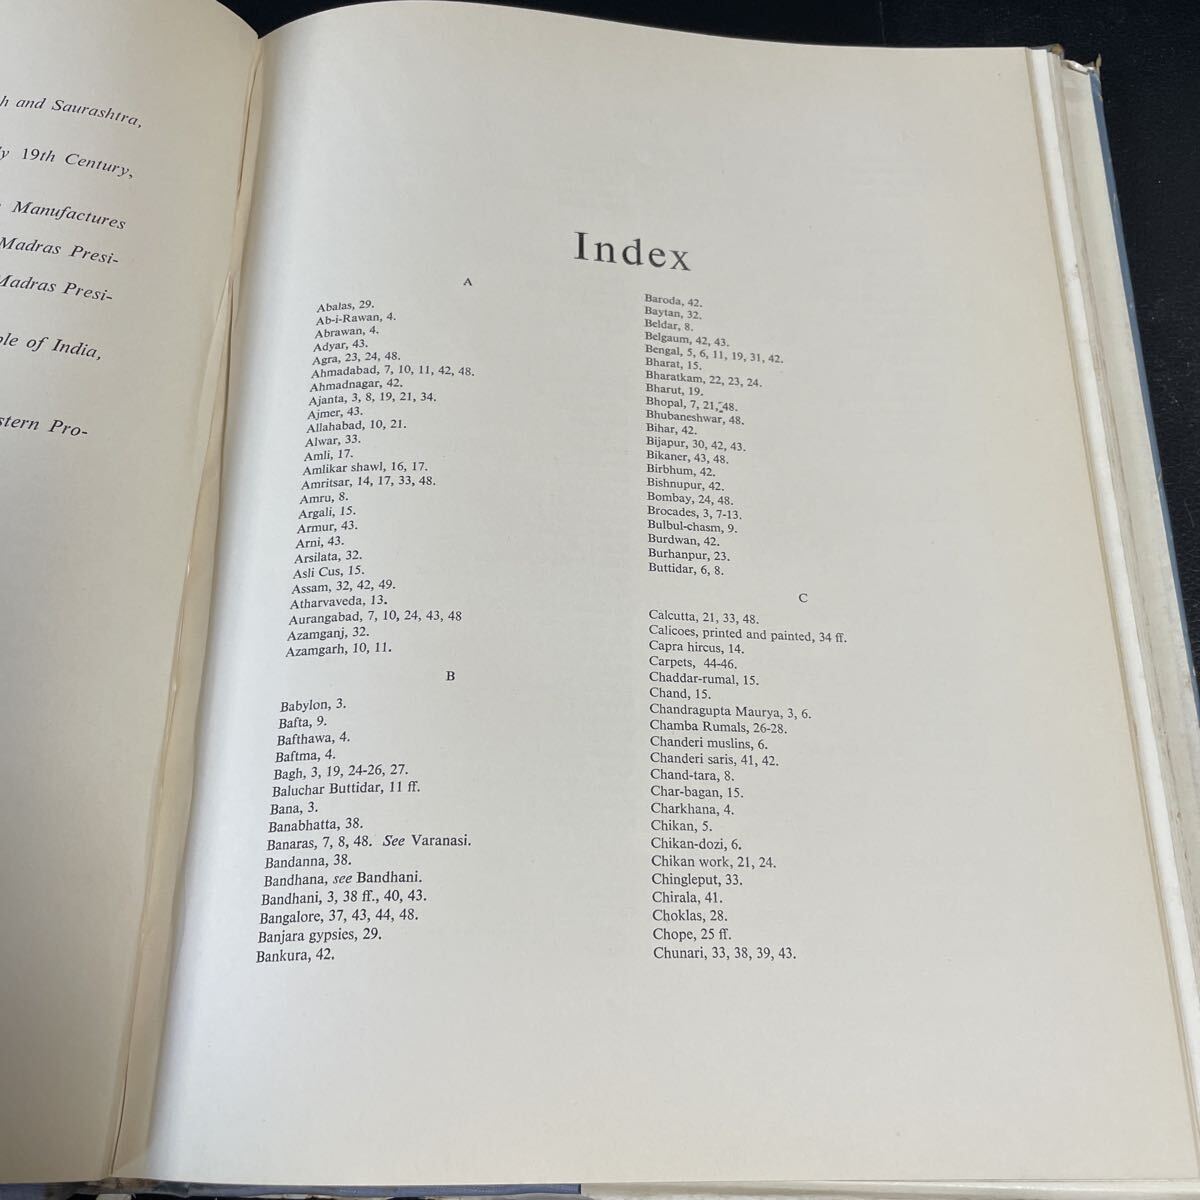 and Saurashtra,
19th Century,
Manufactures
Madras Presi-
Madras Presi-
of India,
Pro-
Index
A
Abalas, 29.
Ab-i-Rawan, 4.
Abrawan, 4.
Adyar, 43.
Agra, 23, 24, 48.
Ahmadabad, 7, 10, 11, 42, 48.
Ahmadnagar, 42.
Ajanta, 3, 8, 19, 21, 34.
Ajmer, 43.
Allahabad, 10, 21.
Alwar, 33.
Amli, 17.
Amlikar shawl, 16, 17.
Amritsar, 14, 17, 33, 48.
Amru, 8.
Argali, 15.
Armur, 43.
Arni, 43.
Arsilata, 32.
Asli Cus, 15.
Assam, 32, 42, 49.
Atharvaveda, 13.
Aurangabad, 7, 10, 24, 43, 48
Azamganj, 32.
Azamgarh, 10, 11.
B
Babylon, 3.
Bafta, 9.
Bafthawa, 4.
Baftma, 4.
Bagh, 3, 19, 24-26, 27.
Baluchar Buttidar, 11 ff.
Bana, 3.
Banabhatta, 38.
Banaras, 7, 8, 48. See Varanasi.
Bandanna, 38.
Bandhana, see Bandhani.
Bandhani, 3, 38 ff., 40, 43.
Bangalore, 37, 43, 44, 48.
Banjara gypsies, 29.
Bankura, 42.
Baroda, 42.
Baytan, 32.
Beldar, 8.
Belgaum, 42, 43.
Bengal, 5, 6, 11, 19, 31, 42.
Bharat, 15.
Bharatkam, 22, 23, 24.
Bharut, 19.
Bhopal, 7, 21, 48.
Bhubaneshwar, 48.
Bihar, 42.
Bijapur, 30, 42, 43.
Bikaner, 43, 48.
Birbhum, 42.
Bishnupur, 42.
Bombay, 24, 48.
Brocades, 3, 7-13.
Bulbul-chasm, 9.
Burdwan, 42.
Burhanpur, 23.
Buttidar, 6, 8.
C
Calcutta, 21, 33, 48.
Calicoes, printed and painted, 34 ff.
Capra hircus, 14.
Carpets, 44-46.
Chaddar-rumal, 15.
Chand, 15.
Chandragupta Maurya, 3, 6.
Chamba Rumals, 26-28.
Chanderi muslins, 6.
Chanderi saris, 41, 42.
Chand-tara, 8.
Char-bagan, 15.
Charkhana, 4.
Chikan, 5.
Chikan-dozi, 6.
Chikan work, 21, 24.
Chingleput, 33.
Chirala, 41.
Choklas, 28.
Chope, 25 ff.
Chunari, 33, 38, 39, 43.